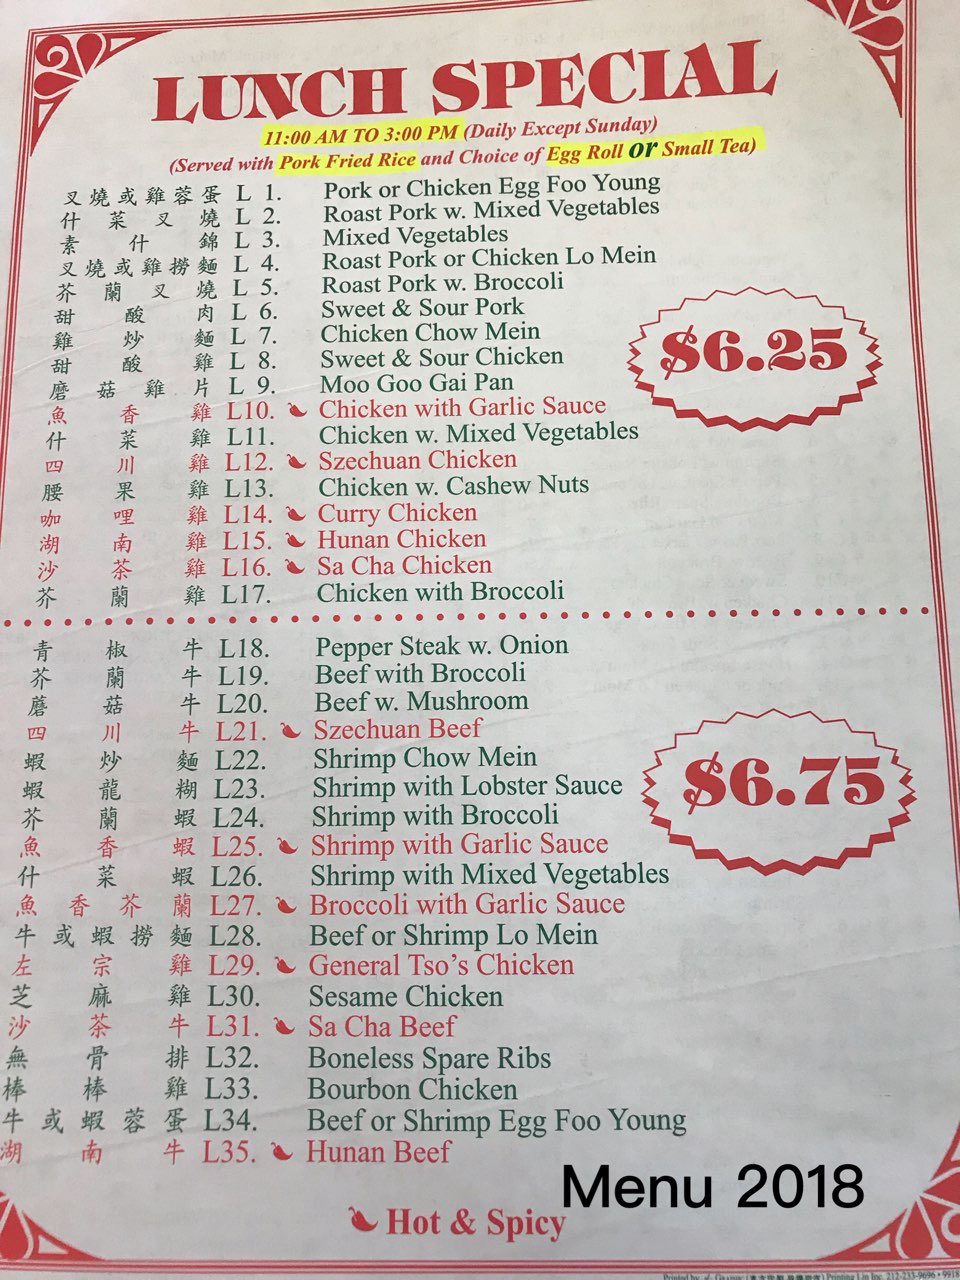 LUNCH SPECIAL
11:00 AM TO 3:00 PM (Daily Except Sunday)
(Served with Pork Fried Rice and Choice of Egg Roll or Small Tea)
叉燒或雞蓉蛋 L 1. Pork or Chicken Egg Foo Young
什菜叉燒 L 2. Roast Pork w. Mixed Vegetables
素什錦 L 3. Mixed Vegetables
叉燒或雞撈麵 L 4. Roast Pork or Chicken Lo Mein
芥蘭叉燒 L 5. Roast Pork w. Broccoli
甜酸肉 L 6. Sweet & Sour Pork
雞炒麵 L 7. Chicken Chow Mein
甜酸雞 L 8. Sweet & Sour Chicken
磨菇雞片 L 9. Moo Goo Gai Pan
$6.25
魚香雞 L10. Chicken with Garlic Sauce
什菜雞 L11. Chicken w. Mixed Vegetables
四川雞 L12. Szechuan Chicken
腰果雞 L13. Chicken w. Cashew Nuts
咖哩雞 L14. Curry Chicken
湖南雞 L15. Hunan Chicken
沙茶雞 L16. Sa Cha Chicken
芥蘭雞 L17. Chicken with Broccoli
青椒牛 L18. Pepper Steak w. Onion
芥蘭牛 L19. Beef with Broccoli
蘑菇牛 L20. Beef w. Mushroom
四川牛 L21. Szechuan Beef
蝦炒麵 L22. Shrimp Chow Mein
$6.75
蝦龍糊 L23. Shrimp with Lobster Sauce
芥蘭蝦 L24. Shrimp with Broccoli
魚香蝦 L25. Shrimp with Garlic Sauce
什菜蝦 L26. Shrimp with Mixed Vegetables
魚香芥蘭 L27. Broccoli with Garlic Sauce
牛或蝦撈麵 L28. Beef or Shrimp Lo Mein
左宗雞 L29. General Tso's Chicken
芝麻雞 L30. Sesame Chicken
沙茶牛 L31. Sa Cha Beef
無骨排 L32. Boneless Spare Ribs
棒棒雞 L33. Bourbon Chicken
牛或蝦蓉蛋 L34. Beef or Shrimp Egg Foo Young
湖南牛 L35. Hunan Beef
Menu 2018
Hot & Spicy
Printed by Printing Lin Inc. 212-233-9696